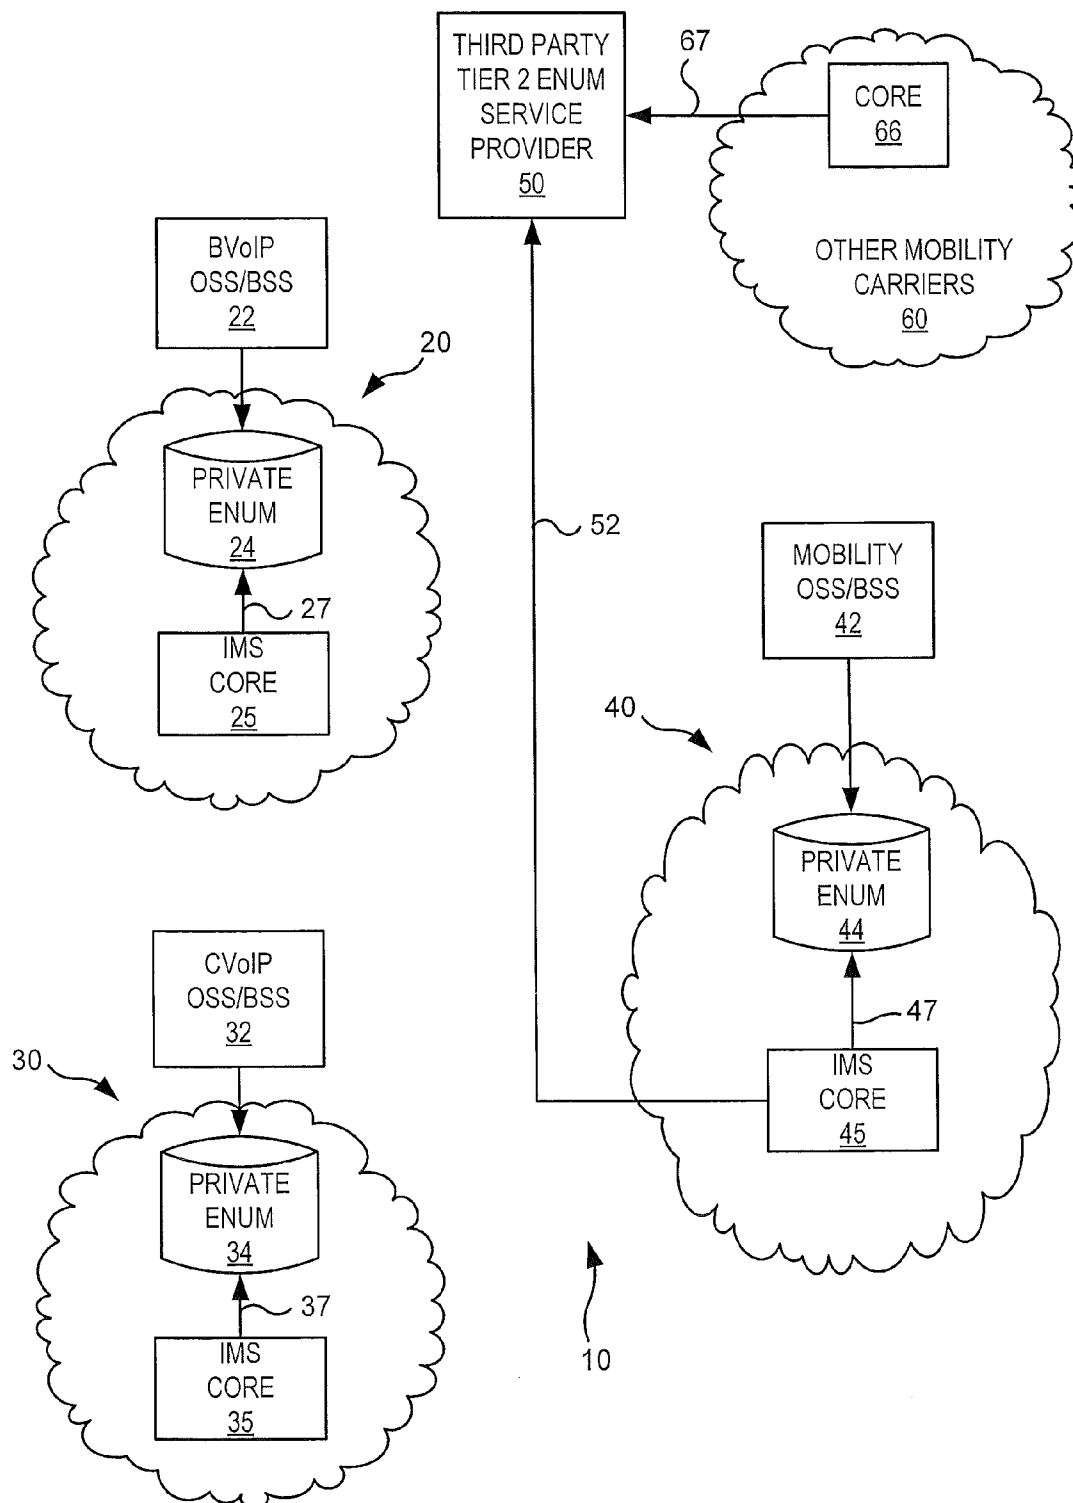 THIRD PARTY
TIER 2 ENUM
SERVICE
PROVIDER
50
67
CORE
66
OTHER MOBILITY
CARRIERS
60
BVoIP
OSS/BSS
22
20
PRIVATE
ENUM
24
27
IMS
CORE
25
52
MOBILITY
OSS/BSS
42
40
PRIVATE
ENUM
44
47
IMS
CORE
45
CVoIP
OSS/BSS
32
30
PRIVATE
ENUM
34
37
IMS
CORE
35
10